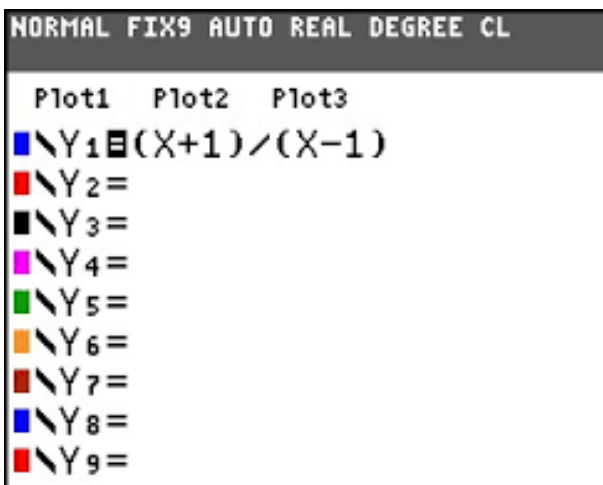 NORMAL FIX9 AUTO REAL DEGREE CL
Plot1 Plot2 Plot3
\Y1=(X+1)/(X-1)
\Y2=
\Y3=
\Y4=
\Y5=
\Y6=
\Y7=
\Y8=
\Y9=